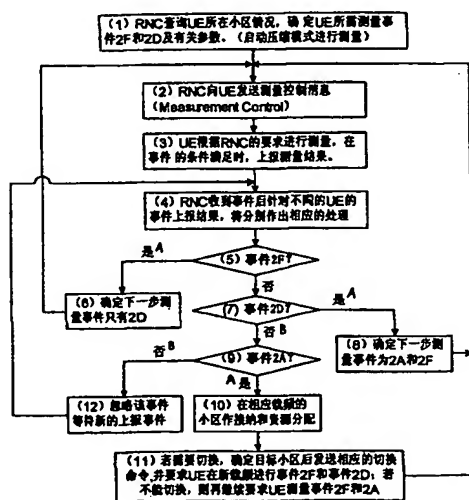 (1) RNC查询UE所在小区情况, 确定UE所需测量事
件2F和2D及有关参数。(启动压缩模式进行测量)
(2) RNC向UE发送测量控制消息
(Measurement Control)
(3) UE根据RNC的要求进行测量, 在
事件的条件满足时, 上报测量结果。
(4) RNC收到事件后针对不同的UE的
事件上报结果, 将分别作出相应的处理
是 A
(5) 事件2F?
否
(6) 确定下一步测
量事件只有2D
(7) 事件2D?
是 A
否 B
(8) 确定下一步
测量事件为2A和2F
否 B
(9) 事件2A?
A 是
(12) 忽略该事件
等待新的上报事件
(10) 在相应载频的
小区作接纳和资源分配
(11) 若需要切换, 确定目标小区后发送相应的切换
命令, 并要求UE在新载频进行事件2F和事件2D; 若
不能切换, 则再继续要求UE测量事件2F和2A